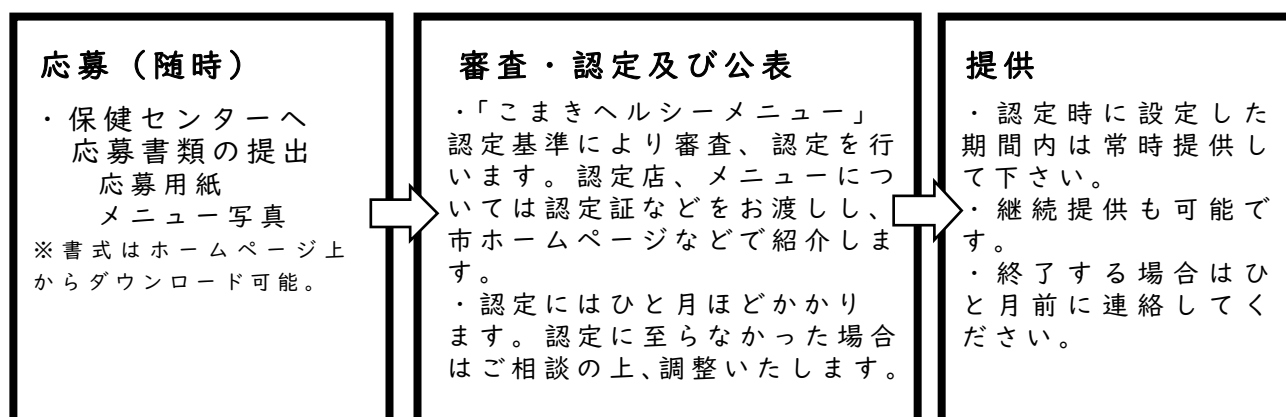 応募(随時)
・保健センターへ
応募書類の提出
応募用紙
メニュー写真
※書式はホームページ上
からダウンロード可能。
審査・認定及び公表
・「こまきヘルシーメニュー」
認定基準により審査、認定を行
います。認定店、メニューにつ
いては認定証などをお渡しし、
市ホームページなどで紹介しま
す。
・認定にはひと月ほどかかり
ます。認定に至らなかった場合
はご相談の上、調整いたします。
提供
・認定時に設定した
期間内は常時提供し
て下さい。
・継続提供も可能で
す。
・終了する場合はひ
と月前に連絡してく
ださい。